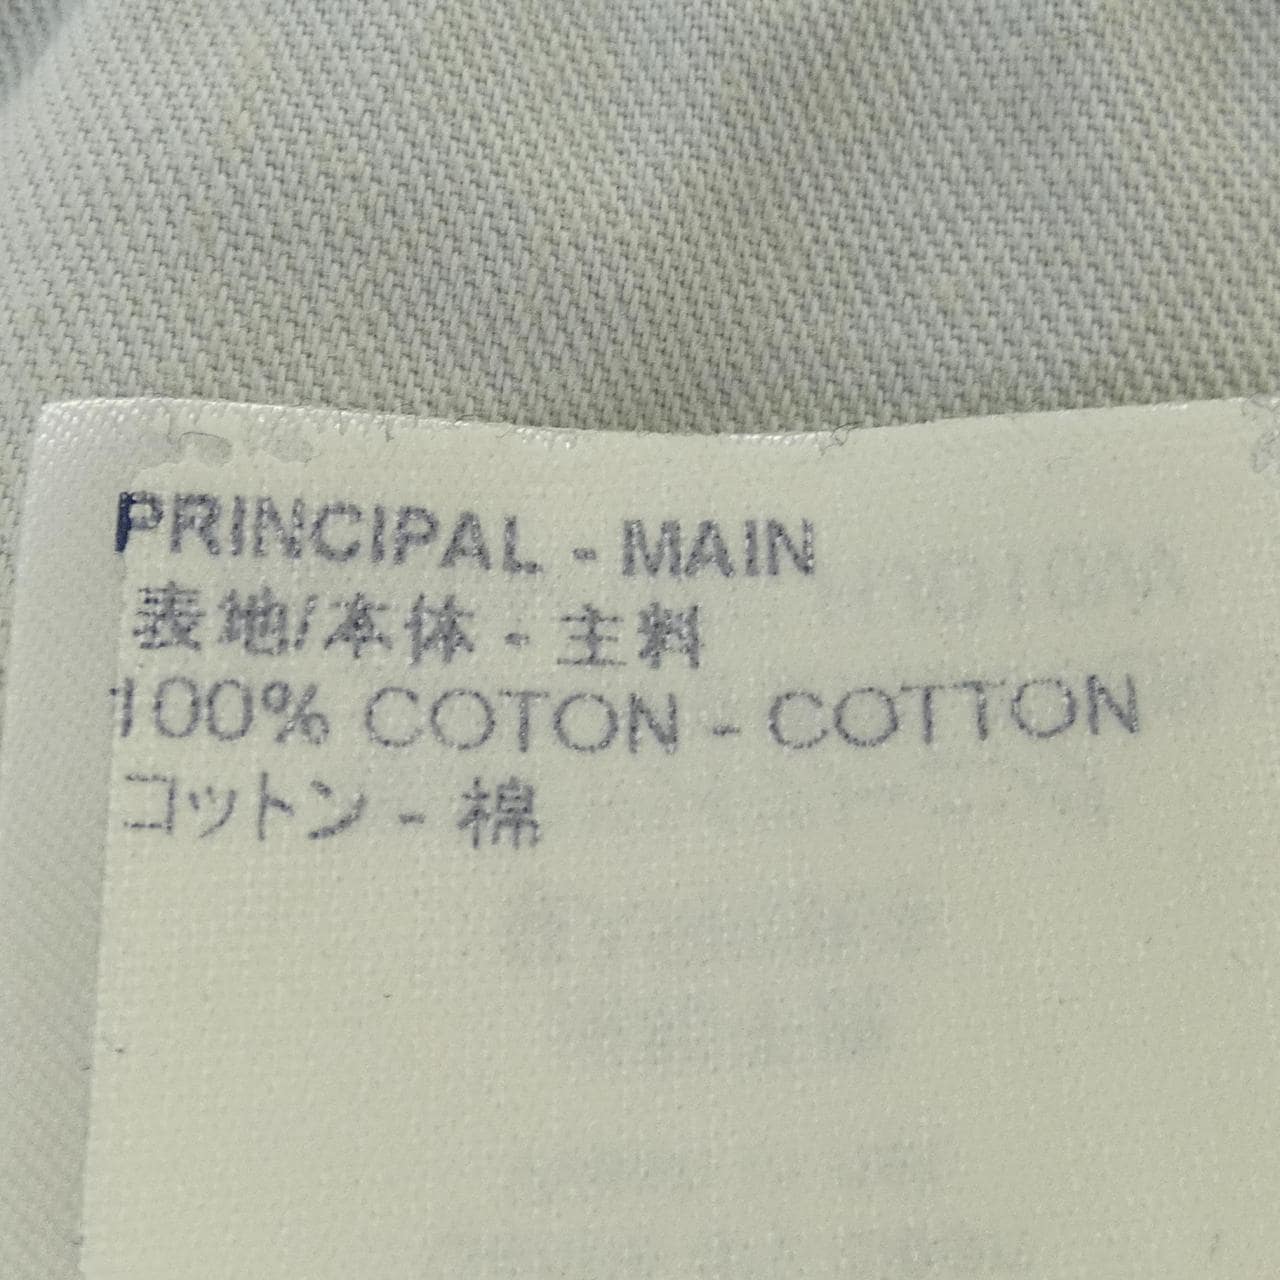 PRINCIPAL - MAIN
表地/本体 - 主料
100% COTON - COTTON
コットン - 棉